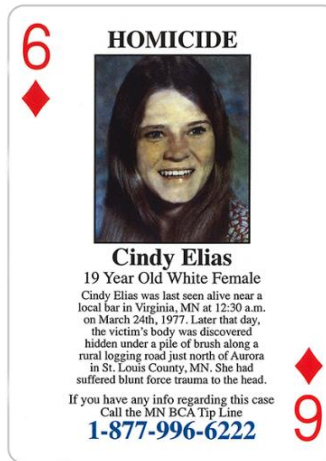 6
HOMICIDE
Cindy Elias
19 Year Old White Female
Cindy Elias was last seen alive near a
local bar in Virginia, MN at 12:30 a.m.
on March 24th, 1977. Later that day,
the victim's body was discovered
hidden under a pile of brush along a
rural logging road just north of Aurora
in St. Louis County, MN. She had
suffered blunt force trauma to the head.
If you have any info regarding this case
Call the MN BCA Tip Line
1-877-996-6222
6